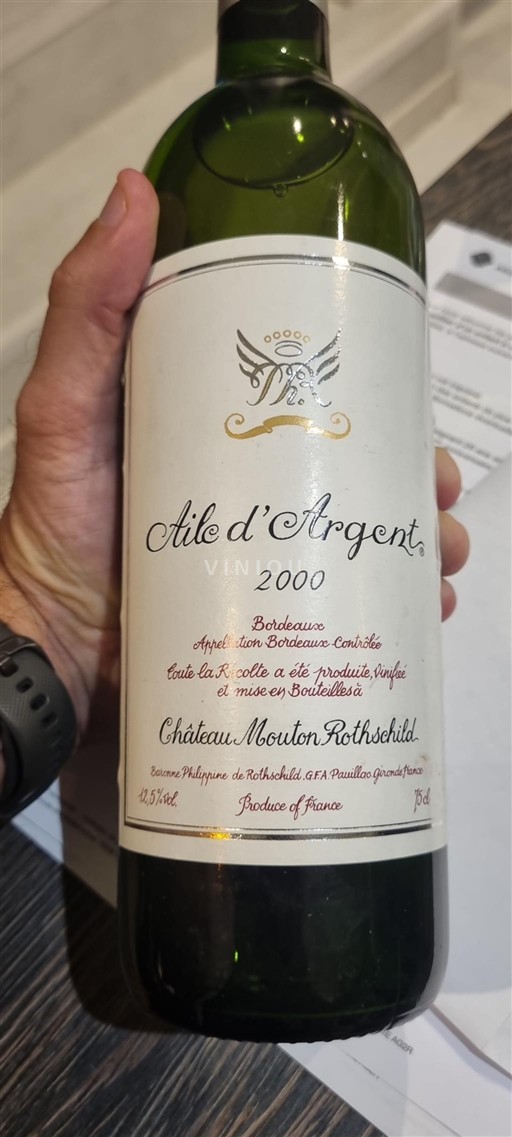 Aile d'Argent®
VINIOU
2000
Bordeaux
Appellation Bordeaux Contrôlée
Toute la Récolte a été produite, Vinifiée
et mise en Bouteilles à
Château Mouton Rothschild
Baronne Philippine de Rothschild G.F.A. Pauillac Gironde France
12,5% Vol.
Produce of France
75 cl